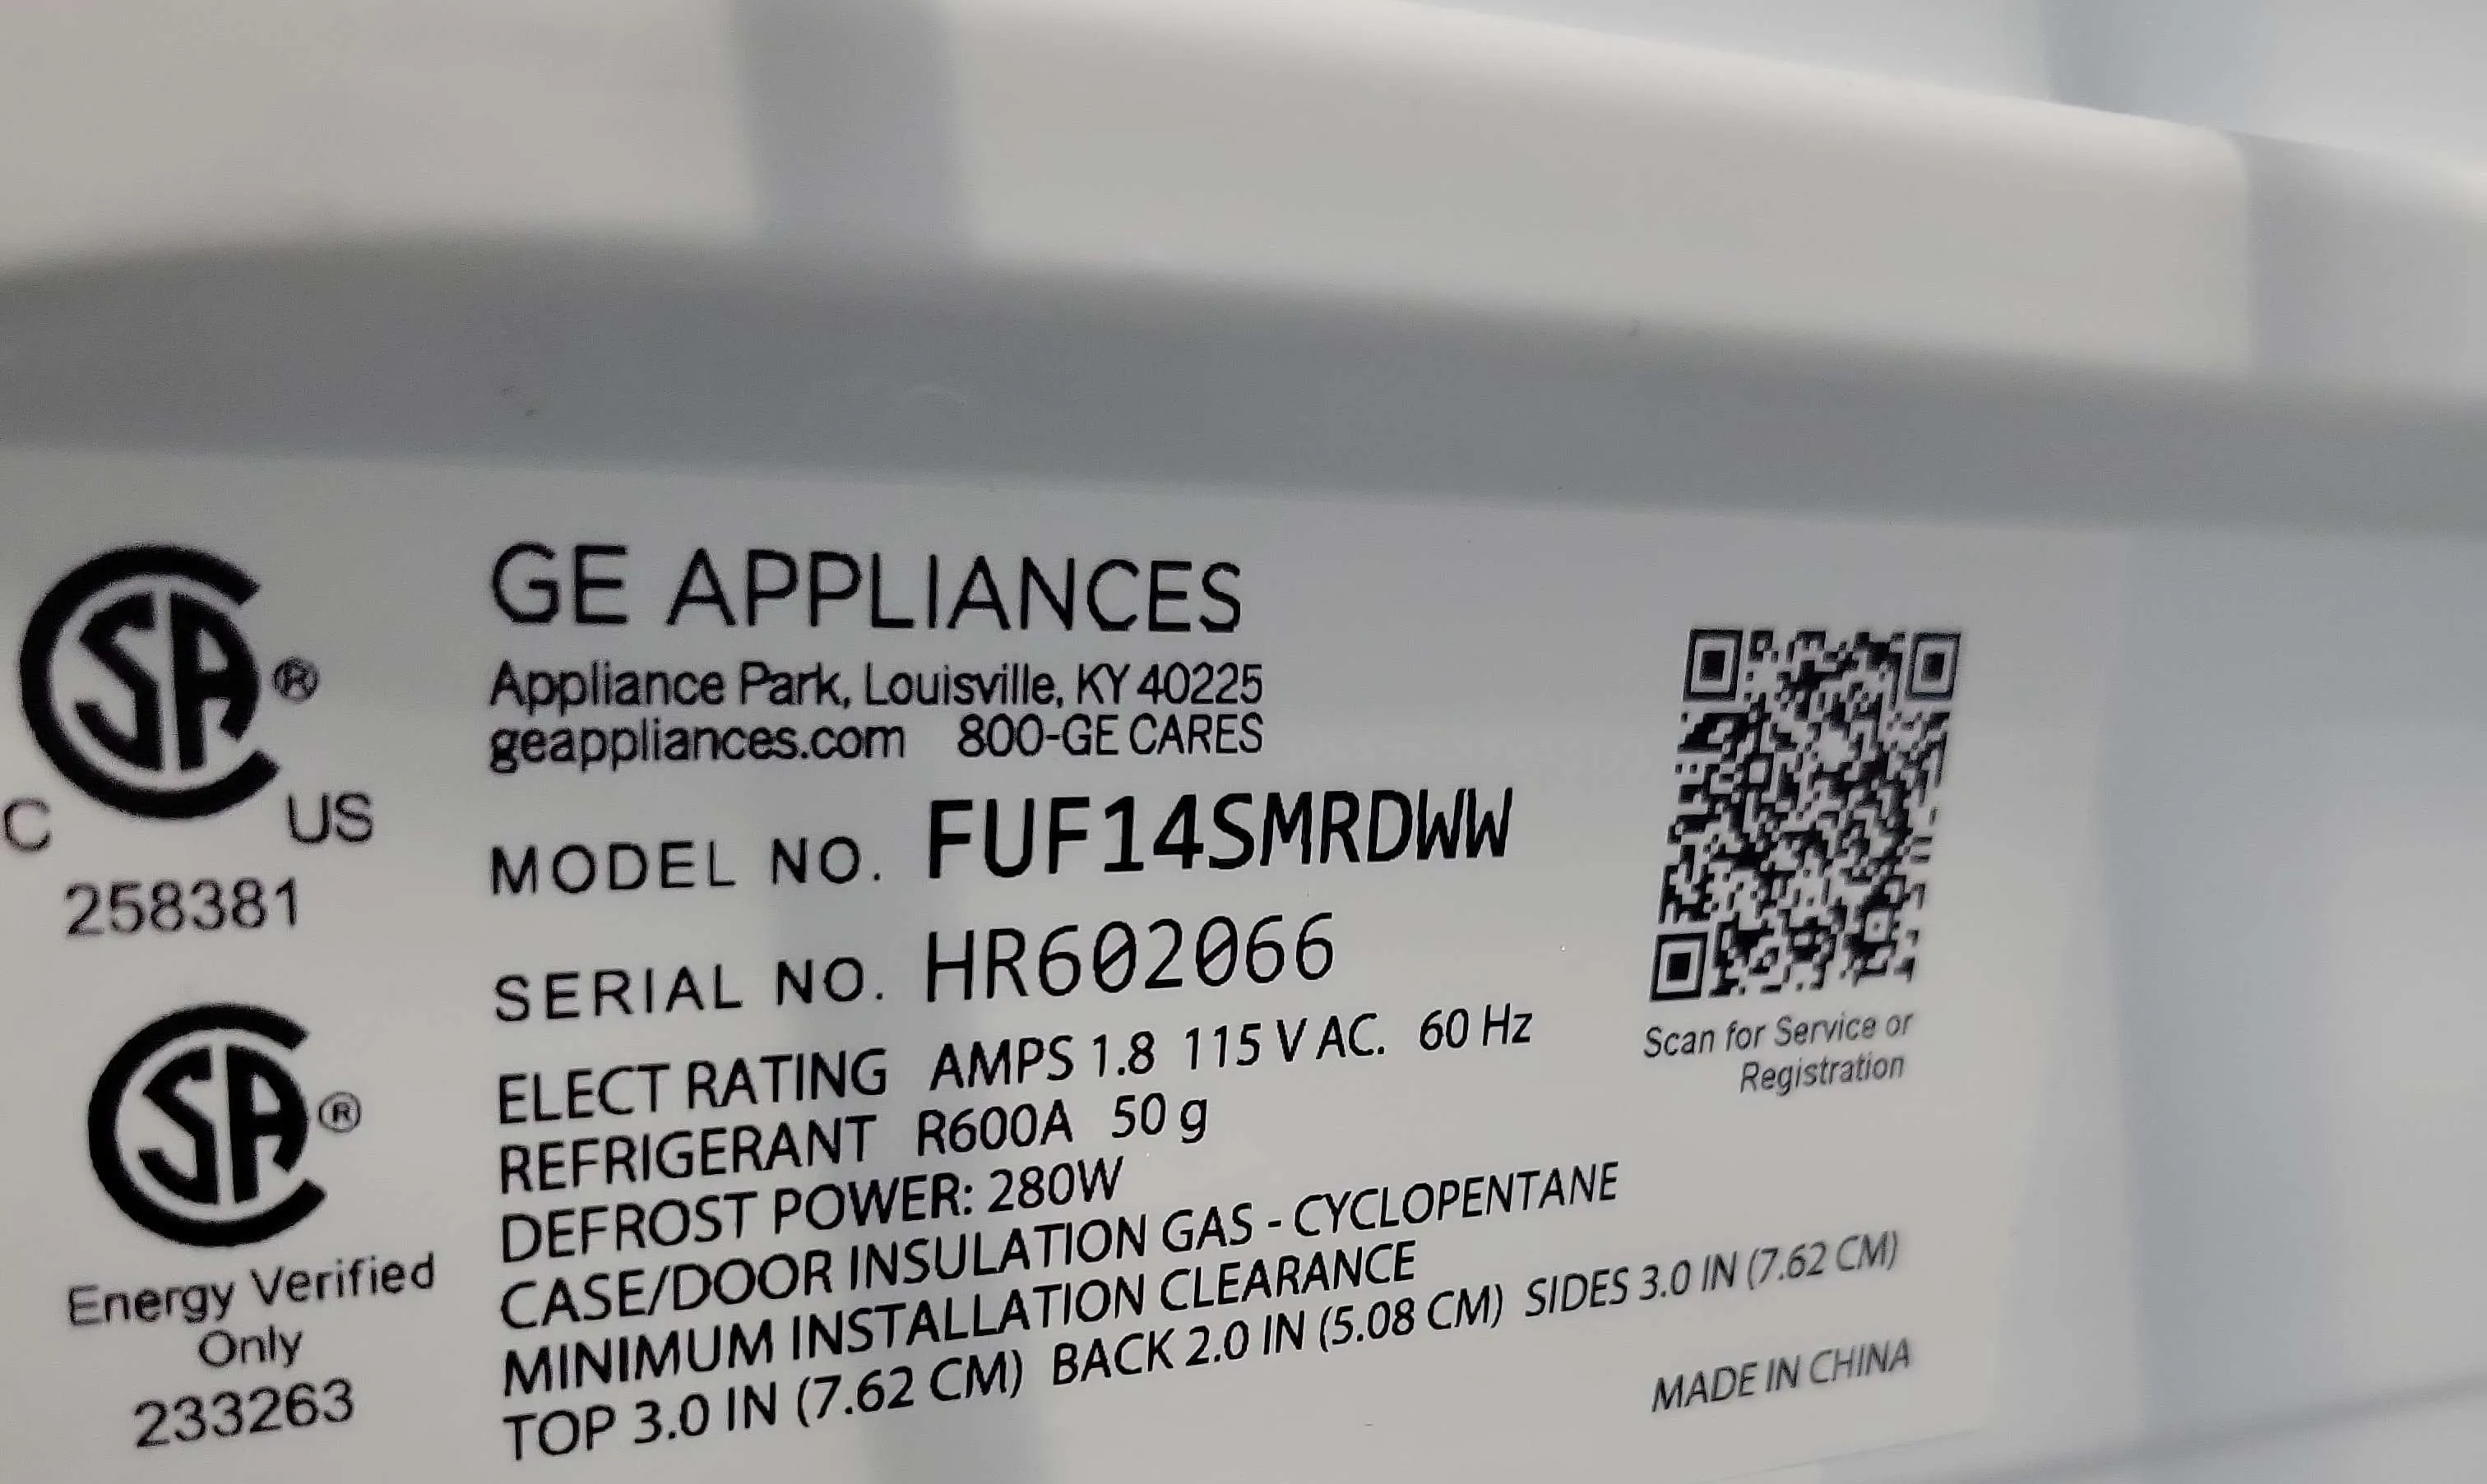 SA®
C US
258381
SA®
Energy Verified
Only
233263
GE APPLIANCES
Appliance Park, Louisville, KY 40225
geappliances.com 800-GE CARES
MODEL NO. FUF14SMRDWW
SERIAL NO. HR602066
ELECT RATING AMPS 1.8 115 V AC. 60 Hz
REFRIGERANT R600A 50 g
DEFROST POWER: 280W
CASE/DOOR INSULATION GAS - CYCLOPENTANE
MINIMUM INSTALLATION CLEARANCE
TOP 3.0 IN (7.62 CM) BACK 2.0 IN (5.08 CM) SIDES 3.0 IN (7.62 CM)
Scan for Service or
Registration
MADE IN CHINA